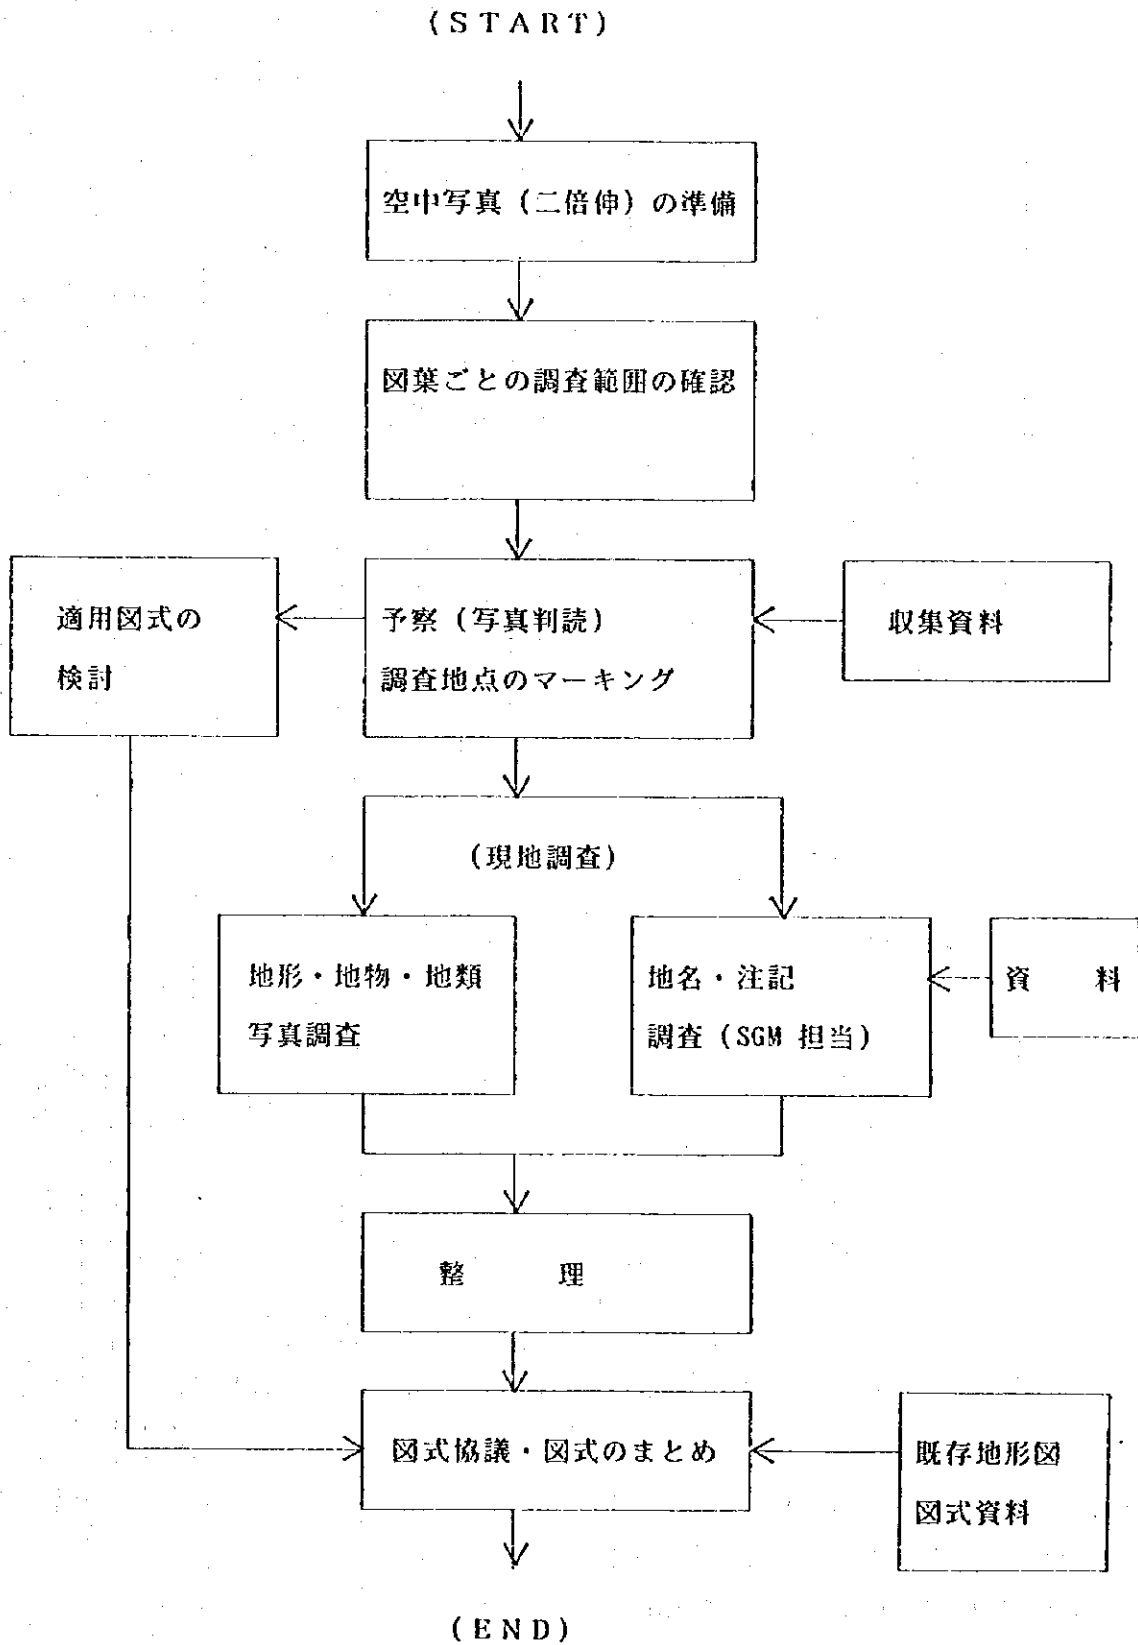 (START)
空中写真（二倍伸）の準備
図葉ごとの調査範囲の確認
適用図式の
検討
予察（写真判読）
調査地点のマーキング
収集資料
(現地調査)
地形・地物・地類
写真調査
地名・注記
調査（SGM 担当）
資　料
整　理
図式協議・図式のまとめ
既存地形図
図式資料
(END)